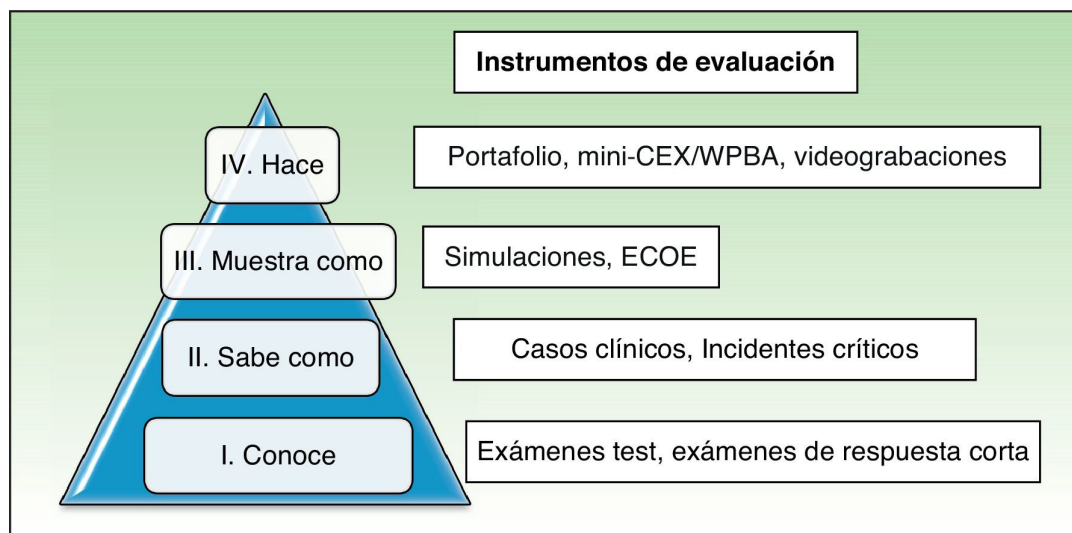 Instrumentos de evaluación
IV. Hace
Portafolio, mini-CEX/WPBA, videograbaciones
III. Muestra como
Simulaciones, ECOE
II. Sabe como
Casos clínicos, Incidentes críticos
I. Conoce
Exámenes test, exámenes de respuesta corta